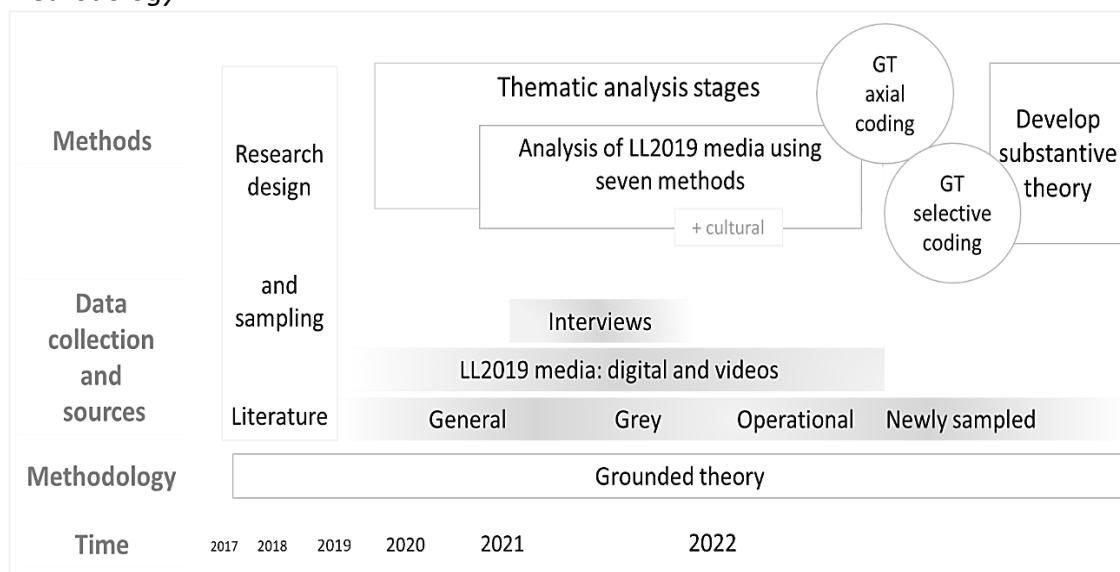 Methods
Research
design
and
sampling
Literature
Thematic analysis stages
Analysis of LL2019 media using
seven methods
+ cultural
GT
axial
coding
GT
selective
coding
Develop
substantive
theory
Data
collection
and
sources
Interviews
LL2019 media: digital and videos
General Grey Operational Newly sampled
Methodology
Grounded theory
Time
2017 2018 2019 2020 2021 2022